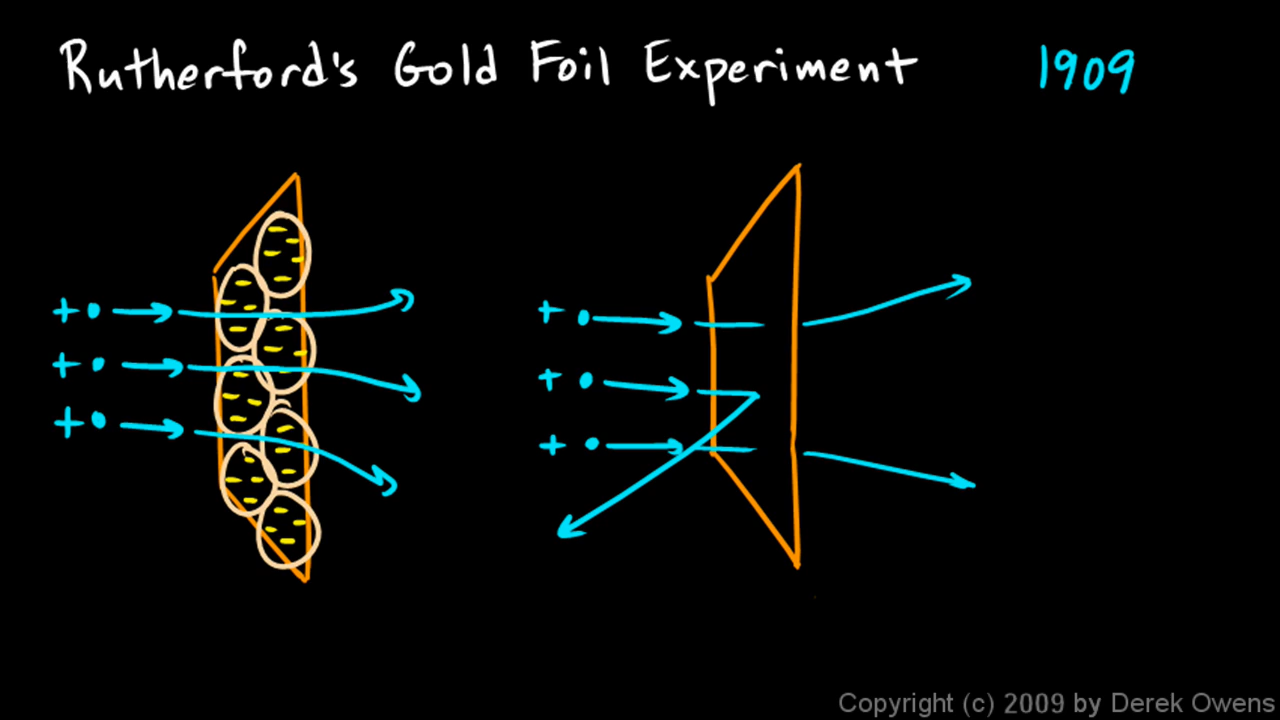 Rutherford's Gold Foil Experiment 1909
+ +
+ +
+ +
Copyright (c) 2009 by Derek Owens